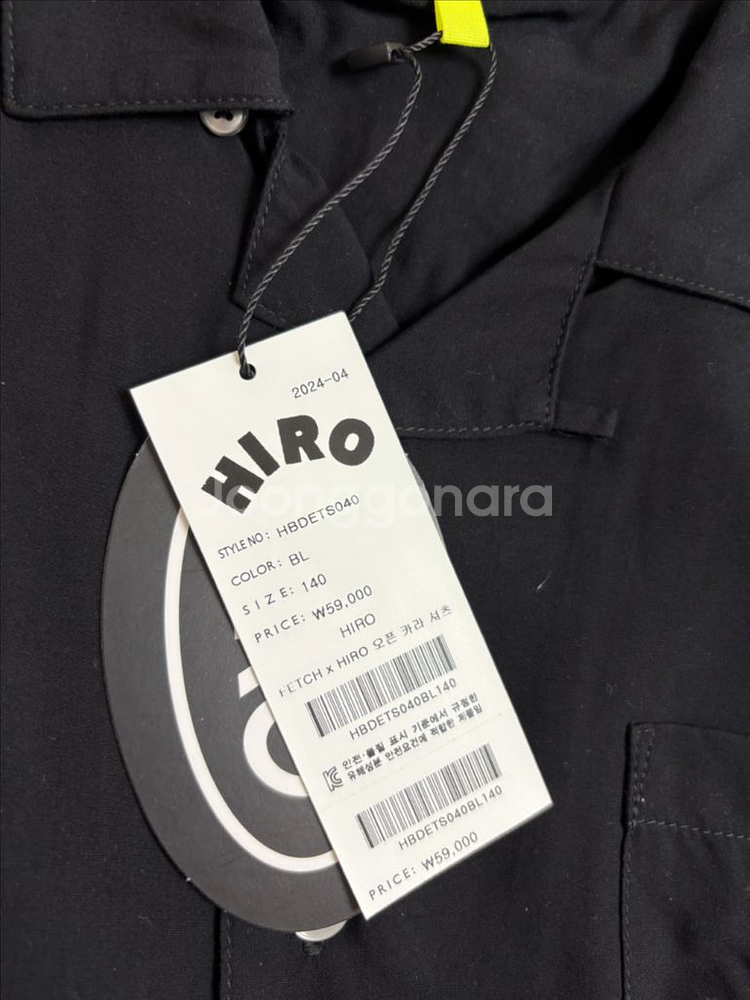 2024-04
HIRO
Joonggonara
STYLE NO: HBDETS040
COLOR: BL
SIZE: 140
PRICE: ₩59,000
HIRO
FETCH x HIRO 오픈 카라 셔츠
HBDETS040BL140
안전·품질 표시 기준에서 규정한
유해성분 안전요건에 적합한 제품임
HBDETS040BL140
PRICE: ₩59,000